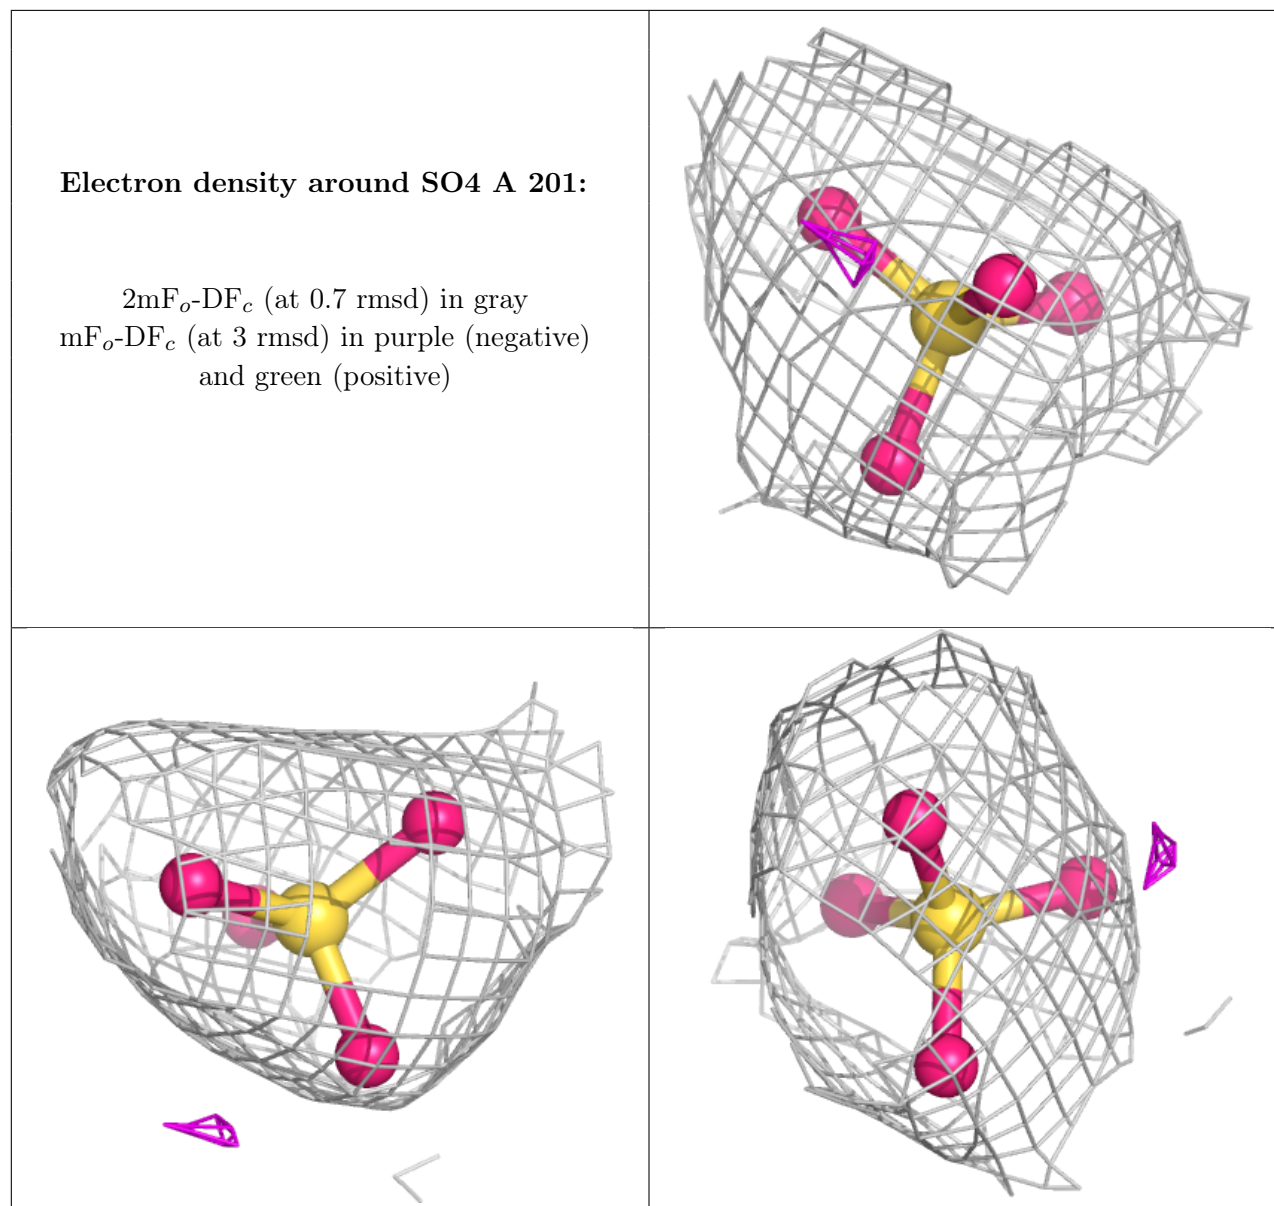 Electron density around SO4 A 201:
2mFₒ-DF𝒸 (at 0.7 rmsd) in gray
mFₒ-DF𝒸 (at 3 rmsd) in purple (negative)
and green (positive)